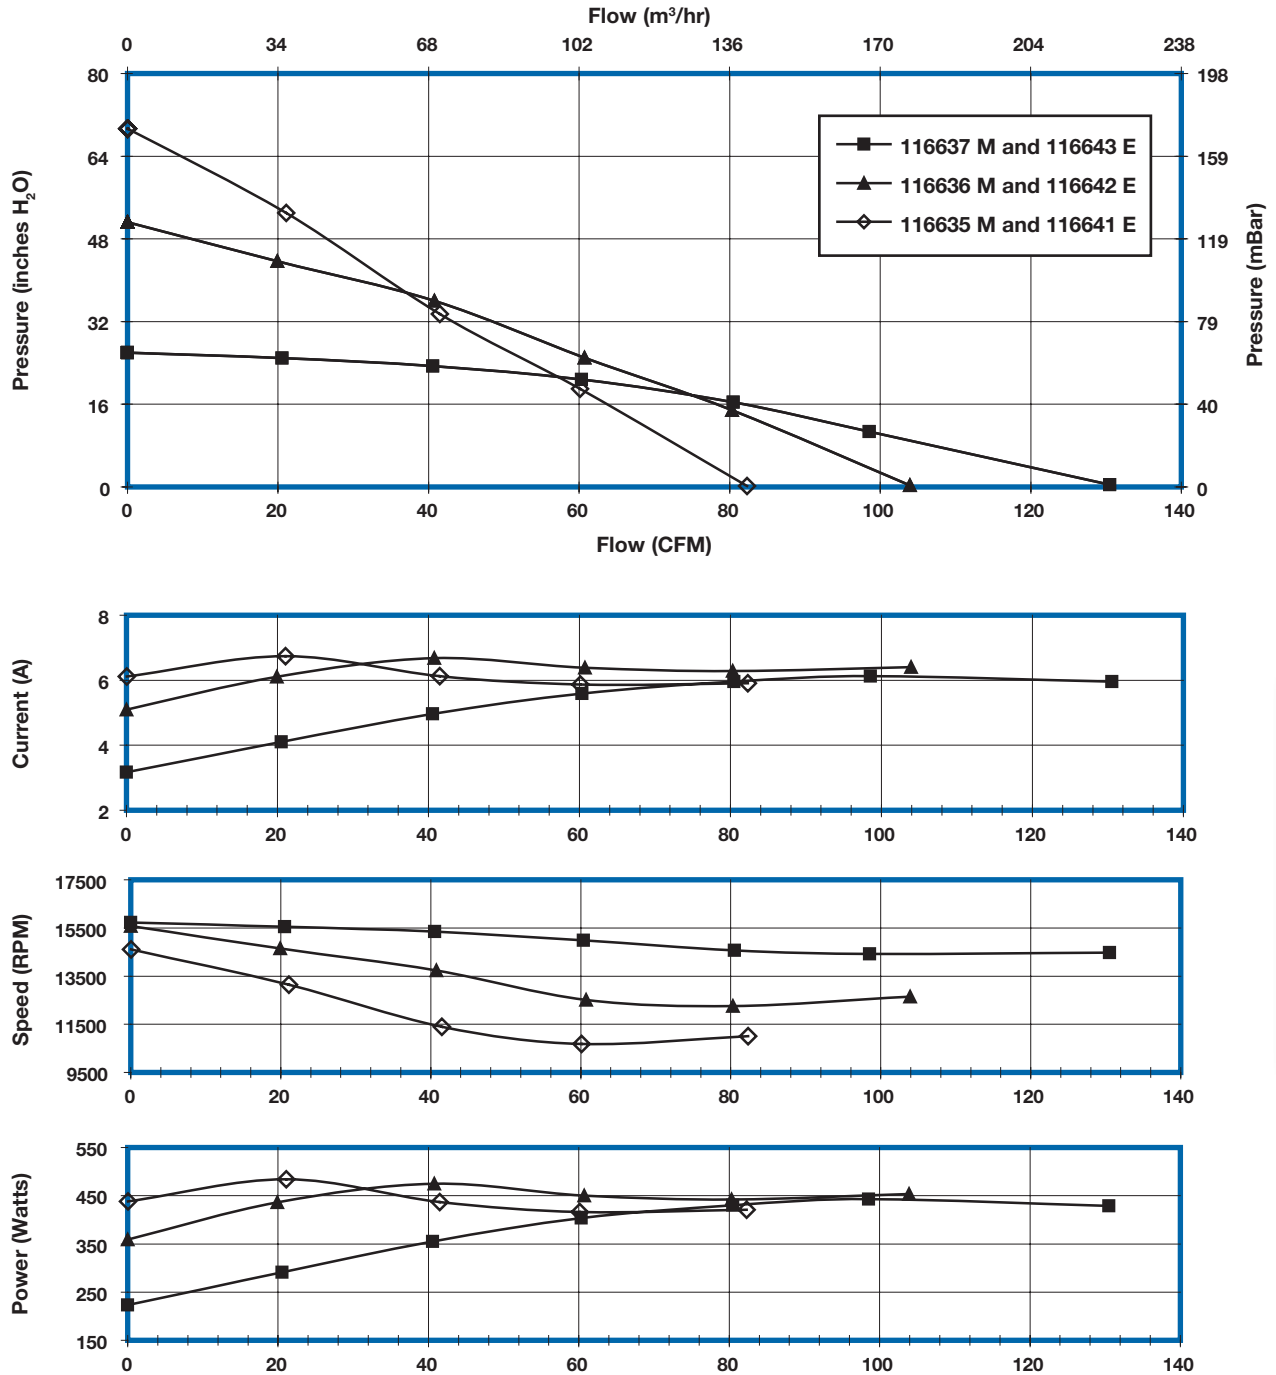 Flow (m³/hr)
0 34 68 102 136 170 204 238
80 198
64 159
48 119
32 79
16 40
0 0
Pressure (inches H₂O)
Pressure (mBar)
116637 M and 116643 E
116636 M and 116642 E
116635 M and 116641 E
0 20 40 60 80 100 120 140
Flow (CFM)
Current (A)
8
6
4
2
0 20 40 60 80 100 120 140
Speed (RPM)
17500
15500
13500
11500
9500
0 20 40 60 80 100 120 140
Power (Watts)
550
450
350
250
150
0 20 40 60 80 100 120 140